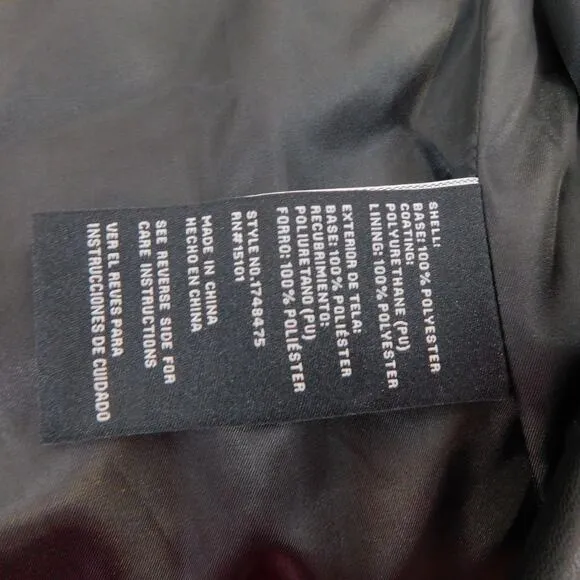 SHELL:
BASE: 100% POLYESTER
COATING:
POLYURETHANE (PU)
LINING: 100% POLYESTER
EXTERIOR DE TELA:
BASE: 100% POLIÉSTER
RECUBRIMIENTO:
POLIURETANO (PU)
FORRO: 100% POLIÉSTER
STYLE NO. 1748475
RN#15101
MADE IN CHINA
HECHO EN CHINA
SEE REVERSE SIDE FOR
CARE INSTRUCTIONS
VER EL REVES PARA
INSTRUCCIONES DE CUIDADO